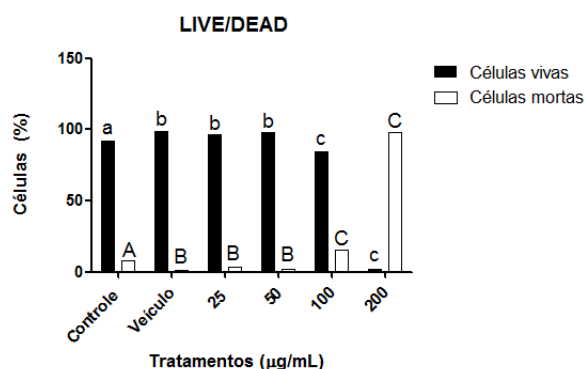 LIVE/DEAD
Células vivas
Células mortas
Células (%)
150
100
50
0
a b b b c C
A B B B C c
Controle Veículo 25 50 100 200
Tratamentos (µg/mL)